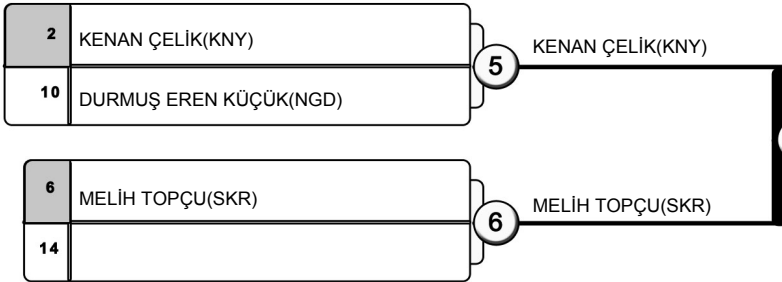 2 KENAN ÇELİK(KNY)
5 KENAN ÇELİK(KNY)
10 DURMUŞ EREN KÜÇÜK(NGD)
6 MELİH TOPÇU(SKR)
6 MELİH TOPÇU(SKR)
14